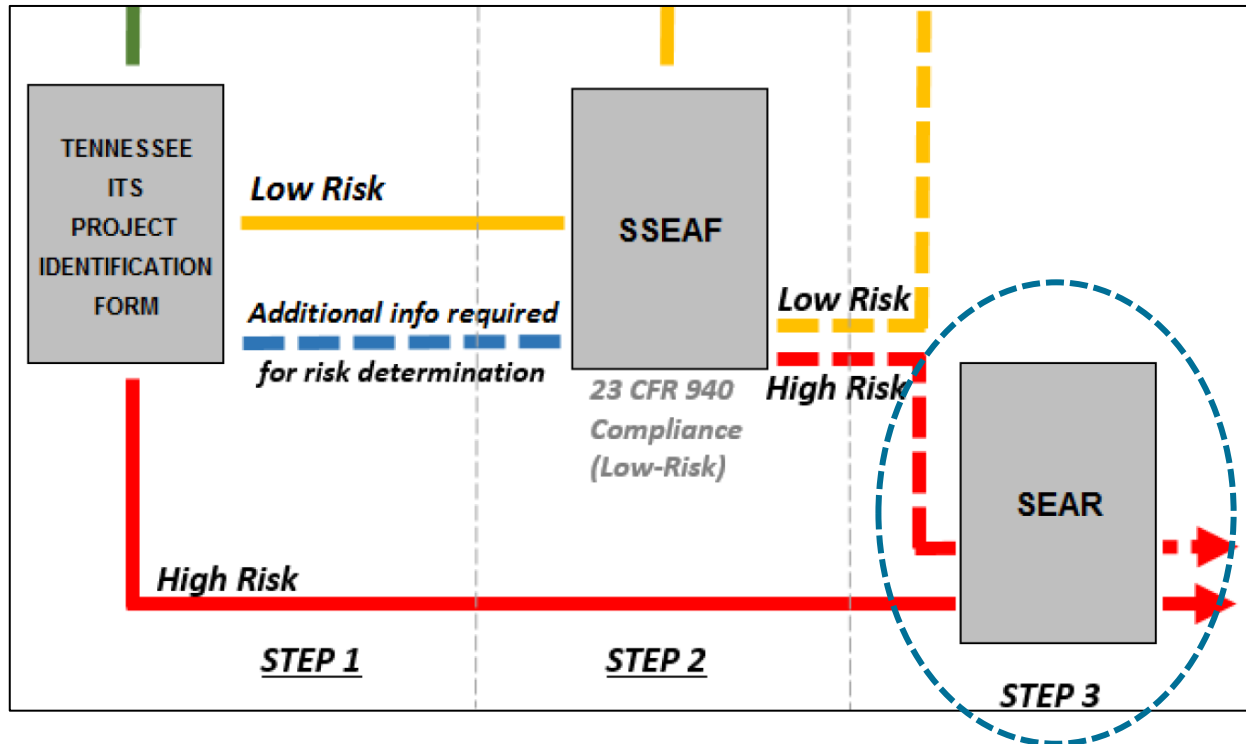 TENNESSEE
ITS
PROJECT
IDENTIFICATION
FORM
Low Risk
Additional info required
for risk determination
SSEAF
23 CFR 940
Compliance
(Low-Risk)
Low Risk
High Risk
SEAR
High Risk
STEP 1
STEP 2
STEP 3